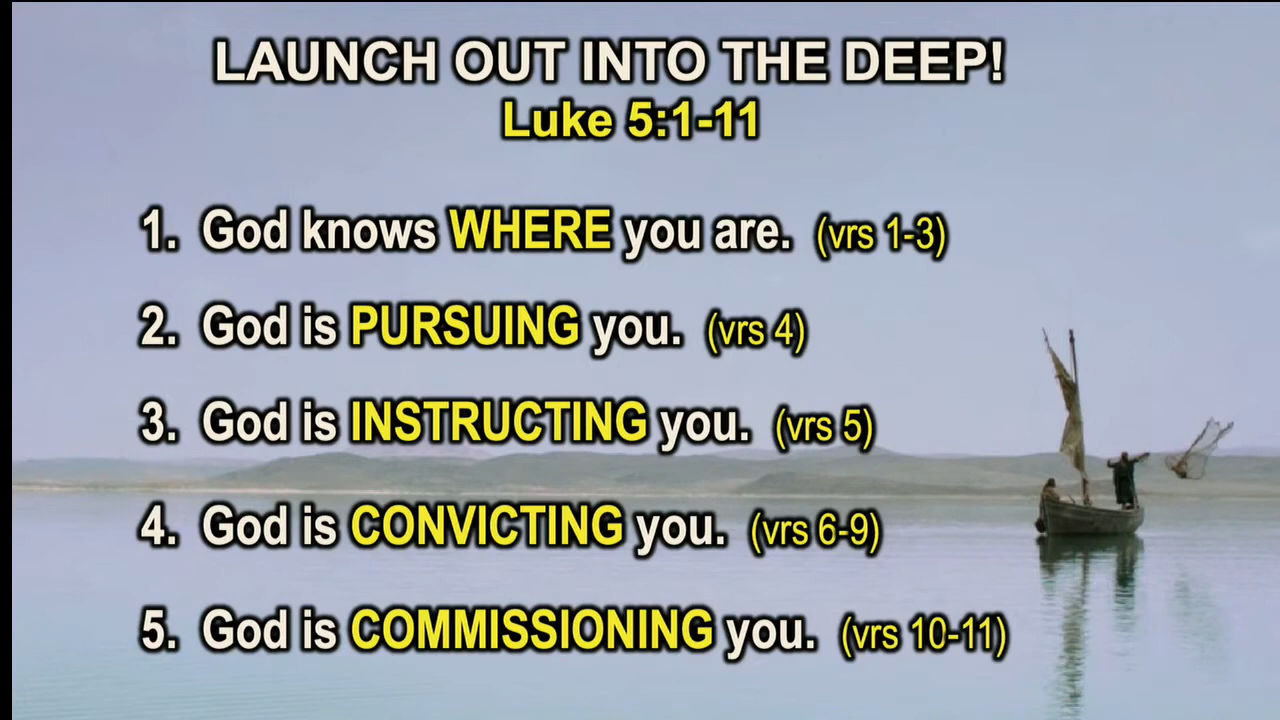 LAUNCH OUT INTO THE DEEP!
Luke 5:1-11
1. God knows WHERE you are. (vrs 1-3)
2. God is PURSUING you. (vrs 4)
3. God is INSTRUCTING you. (vrs 5)
4. God is CONVICTING you. (vrs 6-9)
5. God is COMMISSIONING you. (vrs 10-11)